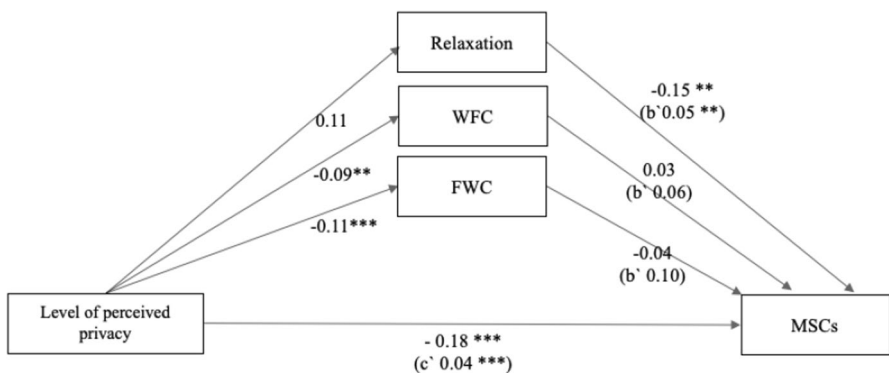 Relaxation
-0.15 **
(b`0.05 **)
0.11
WFC
0.03
(b` 0.06)
-0.09**
FWC
-0.11***
-0.04
(b` 0.10)
Level of perceived
privacy
MSCs
- 0.18 ***
(c` 0.04 ***)